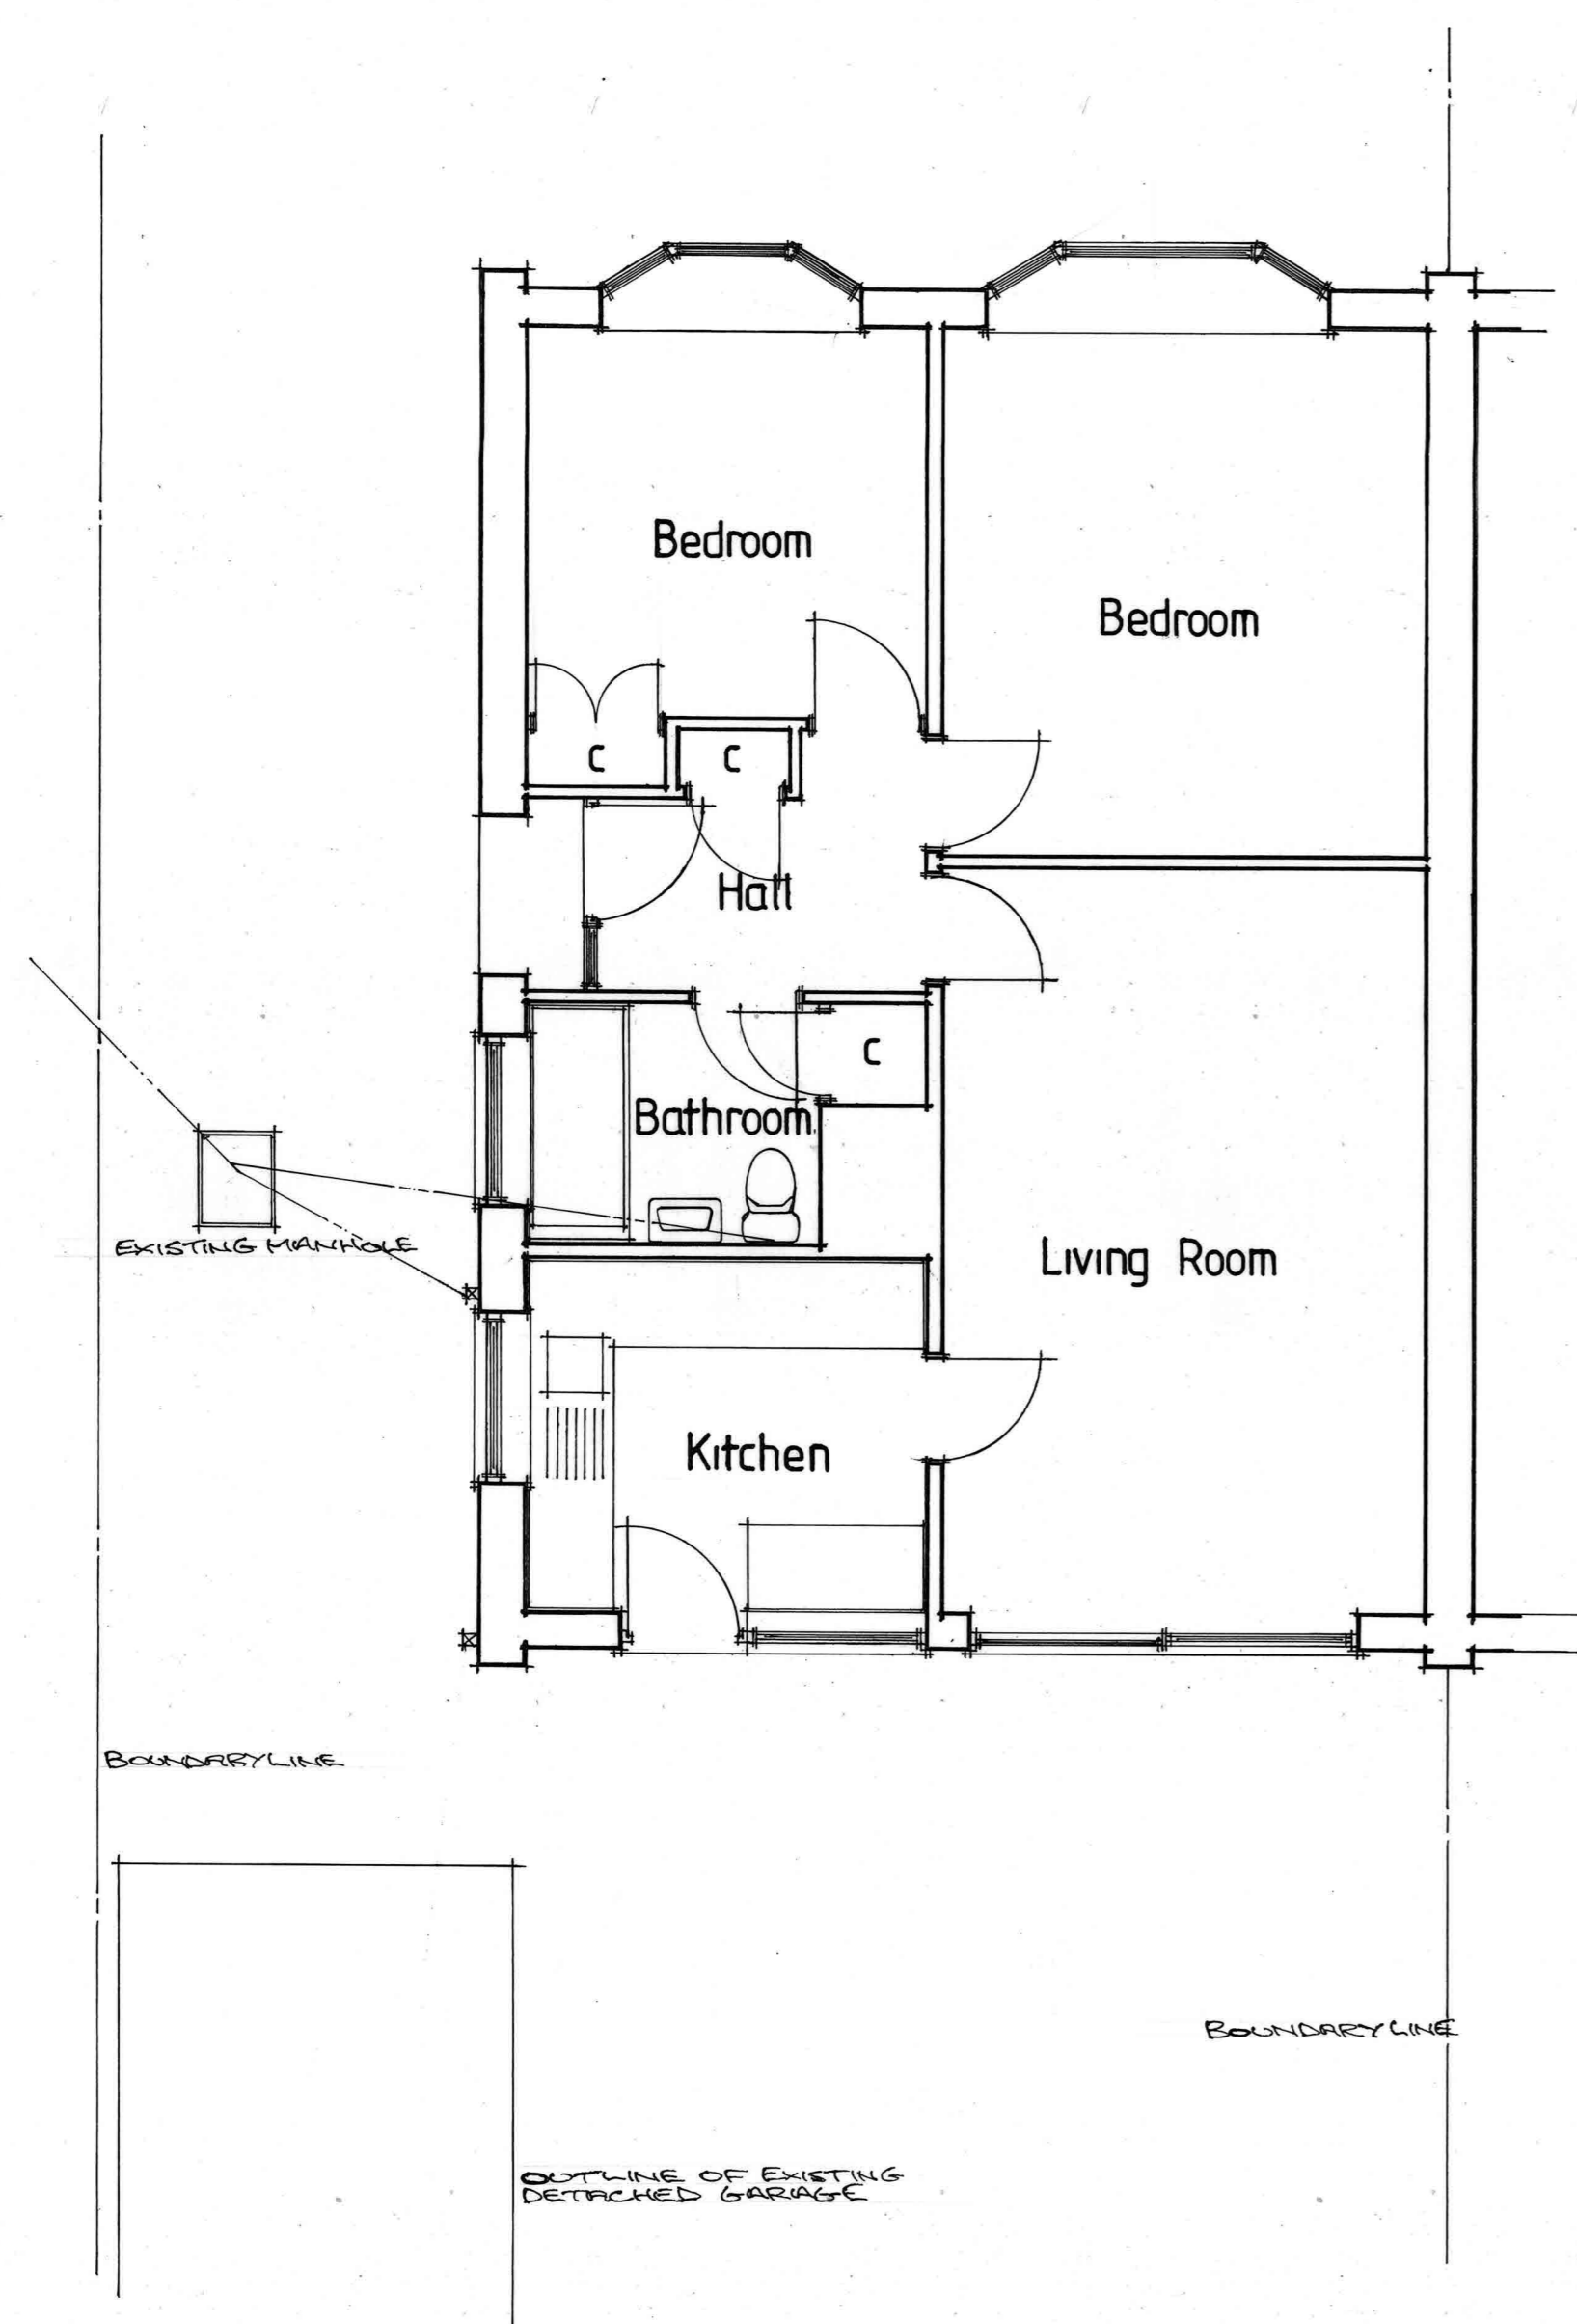 Bedroom
Bedroom
C
C
Hall
C
Bathroom
EXISTING MANHOLE
Living Room
Kitchen
BOUNDARY LINE
BOUNDARY LINE
OUTLINE OF EXISTING
DETACHED GARAGE